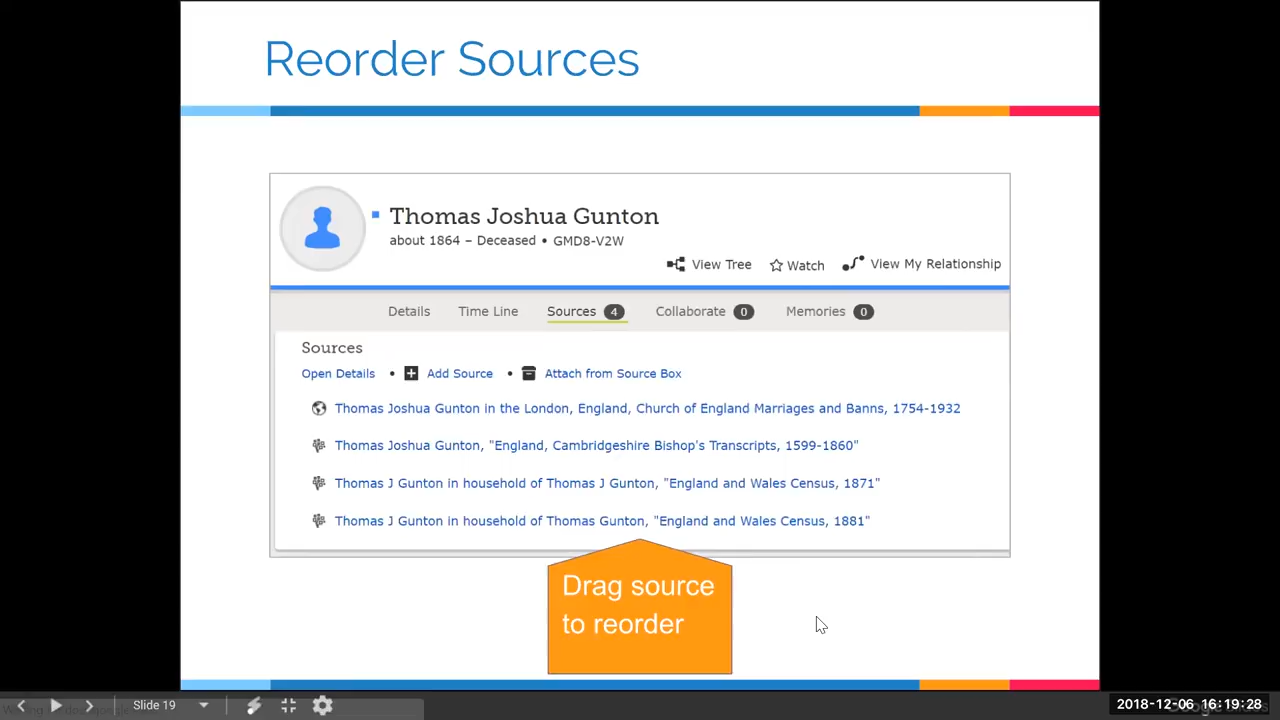 Reorder Sources
Thomas Joshua Gunton
about 1864 – Deceased • GMD8-V2W
View Tree Watch View My Relationship
Details Time Line Sources 4 Collaborate 0 Memories 0
Sources
Open Details • Add Source • Attach from Source Box
Thomas Joshua Gunton in the London, England, Church of England Marriages and Banns, 1754-1932
Thomas Joshua Gunton, "England, Cambridgeshire Bishop's Transcripts, 1599-1860"
Thomas J Gunton in household of Thomas J Gunton, "England and Wales Census, 1871"
Thomas J Gunton in household of Thomas Gunton, "England and Wales Census, 1881"
Drag source
to reorder
Slide 19
2018-12-06 16:19:28